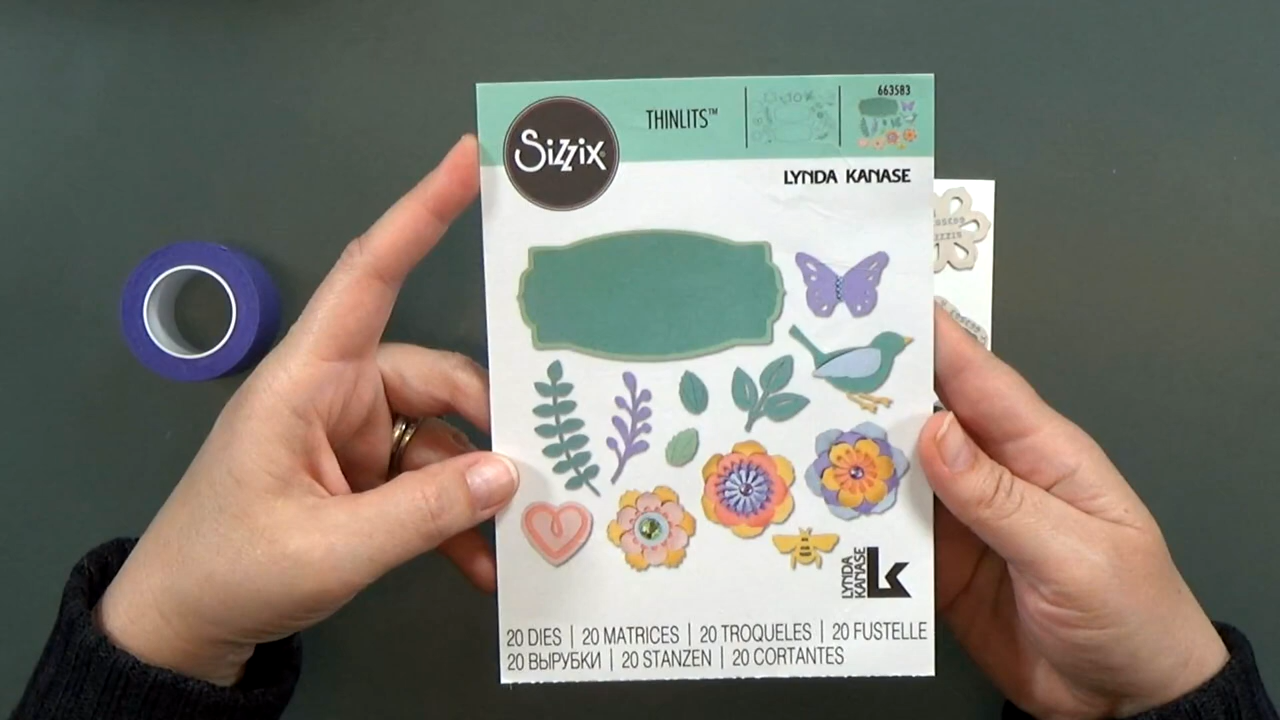 663583
THINLITS™
Sizzix
LYNDA KANASE
LYNDA
KANASE
20 DIES | 20 MATRICES | 20 TROQUELES | 20 FUSTELLE
20 ВЫРУБКИ | 20 STANZEN | 20 CORTANTES